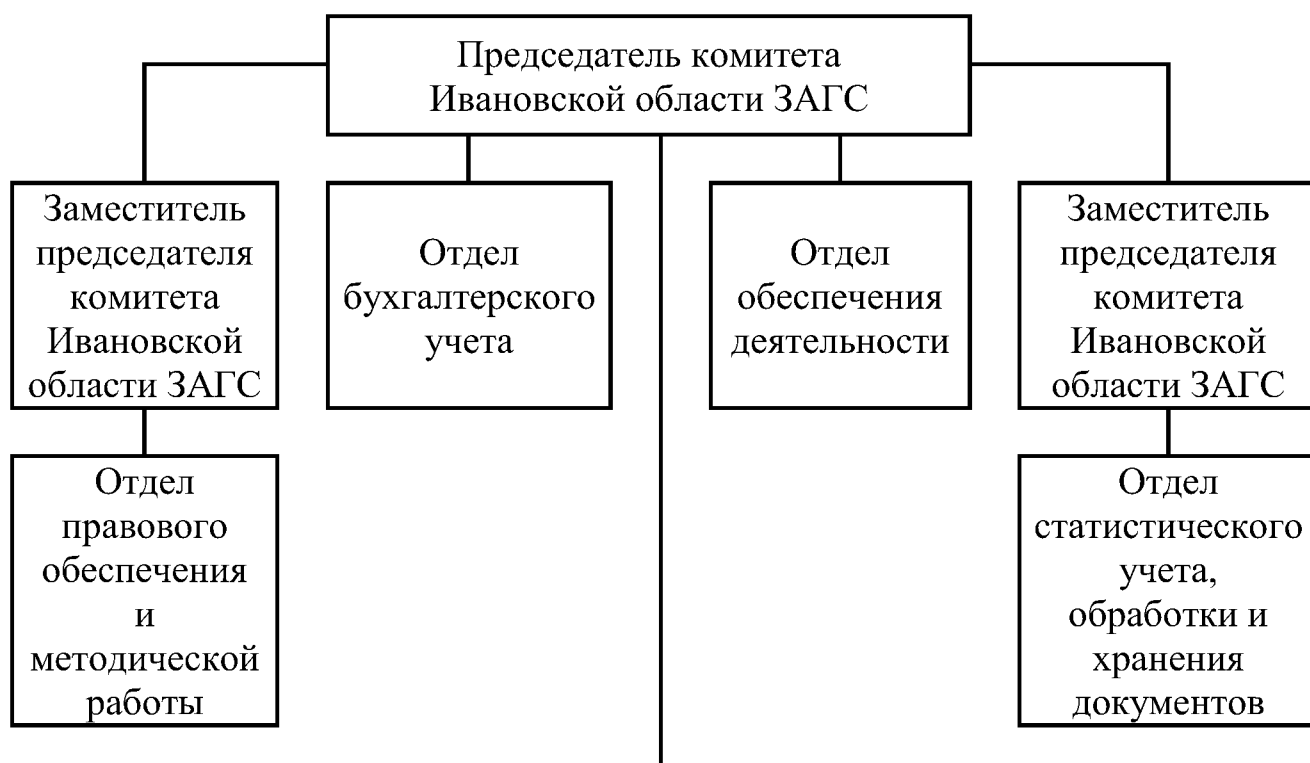 Председатель комитета
Ивановской области ЗАГС
Заместитель
председателя
комитета
Ивановской
области ЗАГС
Отдел
бухгалтерского
учета
Отдел
обеспечения
деятельности
Заместитель
председателя
комитета
Ивановской
области ЗАГС
Отдел
правового
обеспечения
и
методической
работы
Отдел
статистического
учета,
обработки и
хранения
документов